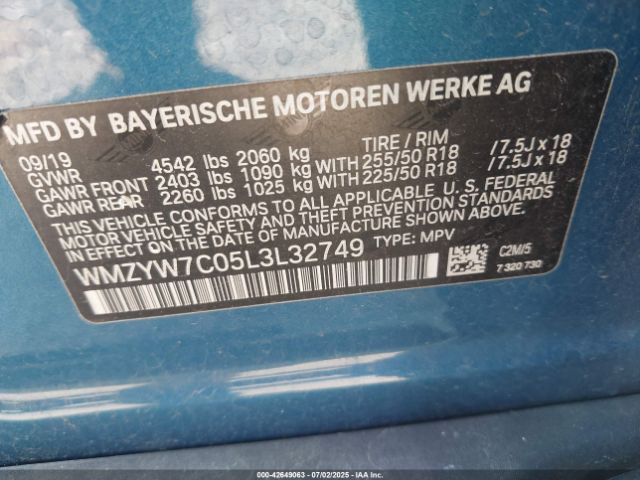 MFD BY BAYERISCHE MOTOREN WERKE AG
09/19 TIRE / RIM
GVWR 4542 lbs 2060 kg
GAWR FRONT 2403 lbs 1090 kg WITH 255/50 R18 /7.5J x 18
GAWR REAR 2260 lbs 1025 kg WITH 225/50 R18 /7.5J x 18
THIS VEHICLE CONFORMS TO ALL APPLICABLE U. S. FEDERAL
MOTOR VEHICLE SAFETY AND THEFT PREVENTION STANDARDS
IN EFFECT ON THE DATE OF MANUFACTURE SHOWN ABOVE.
WMZYW7C05L3L32749 TYPE: MPV
C2M/5
7 320 730
000-42649063 07/02/2025 IAAI.COM